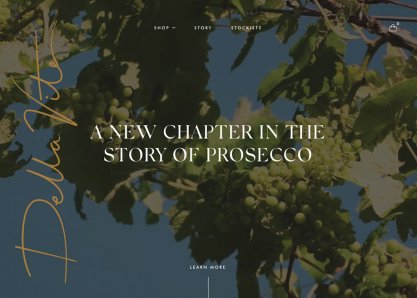 SHOP
STORY
STOCKISTS
0
Della Vite
A NEW CHAPTER IN THE
STORY OF PROSECCO
LEARN MORE